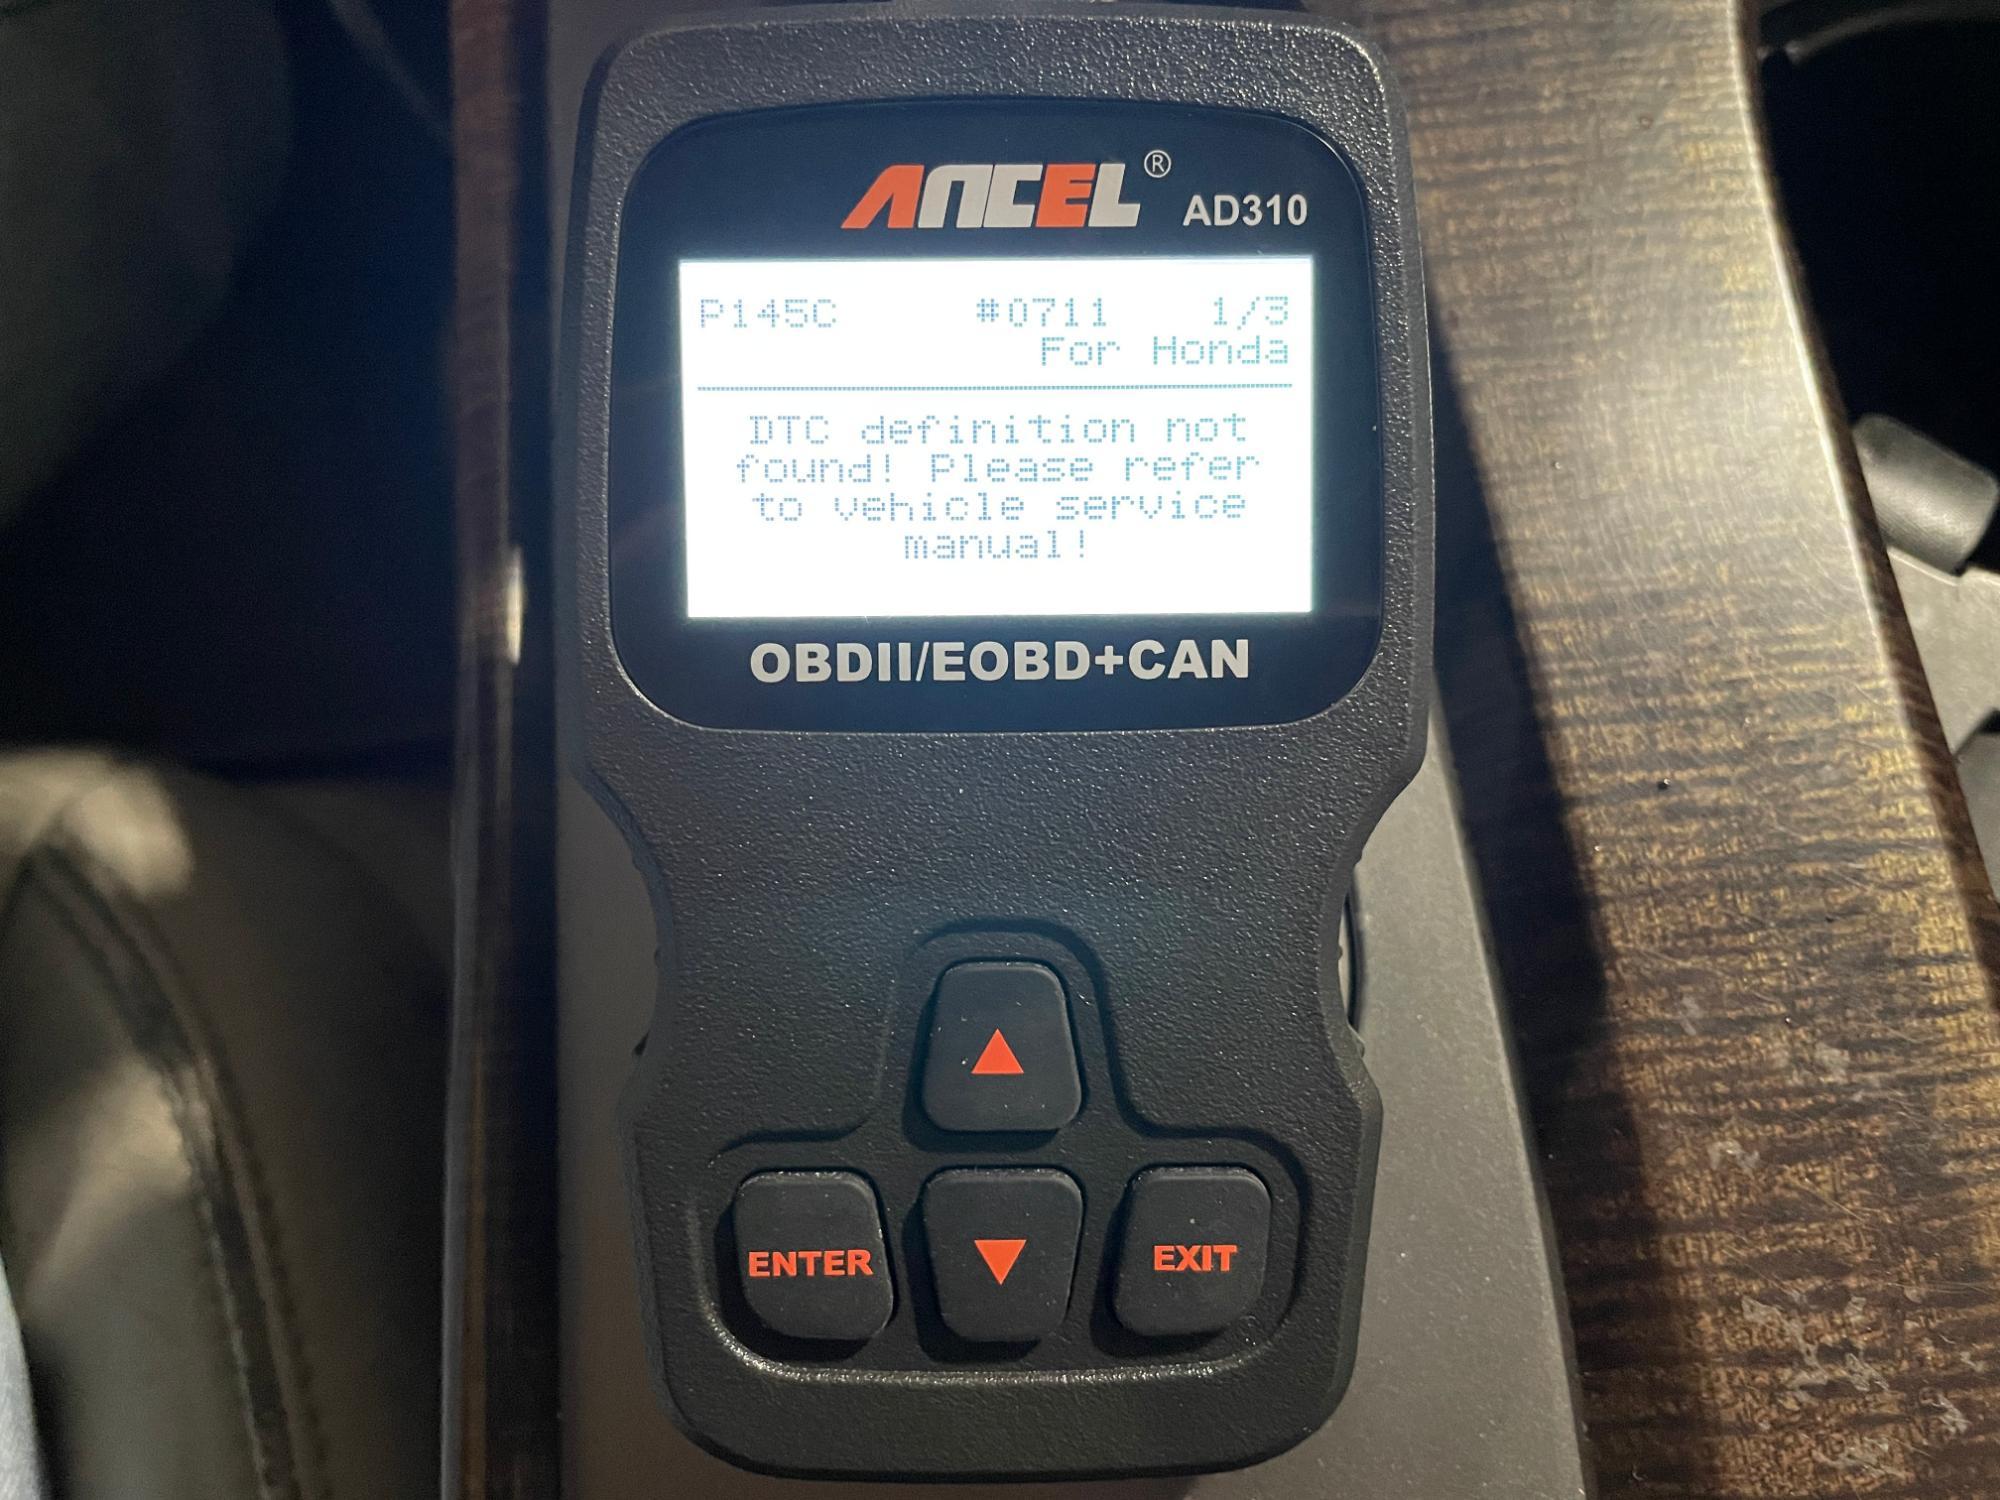 ANCEL® AD310
P145C #0711 1/3
For Honda
DTC definition not
found! Please refer
to vehicle service
manual!
OBDII/EOBD+CAN
ENTER EXIT